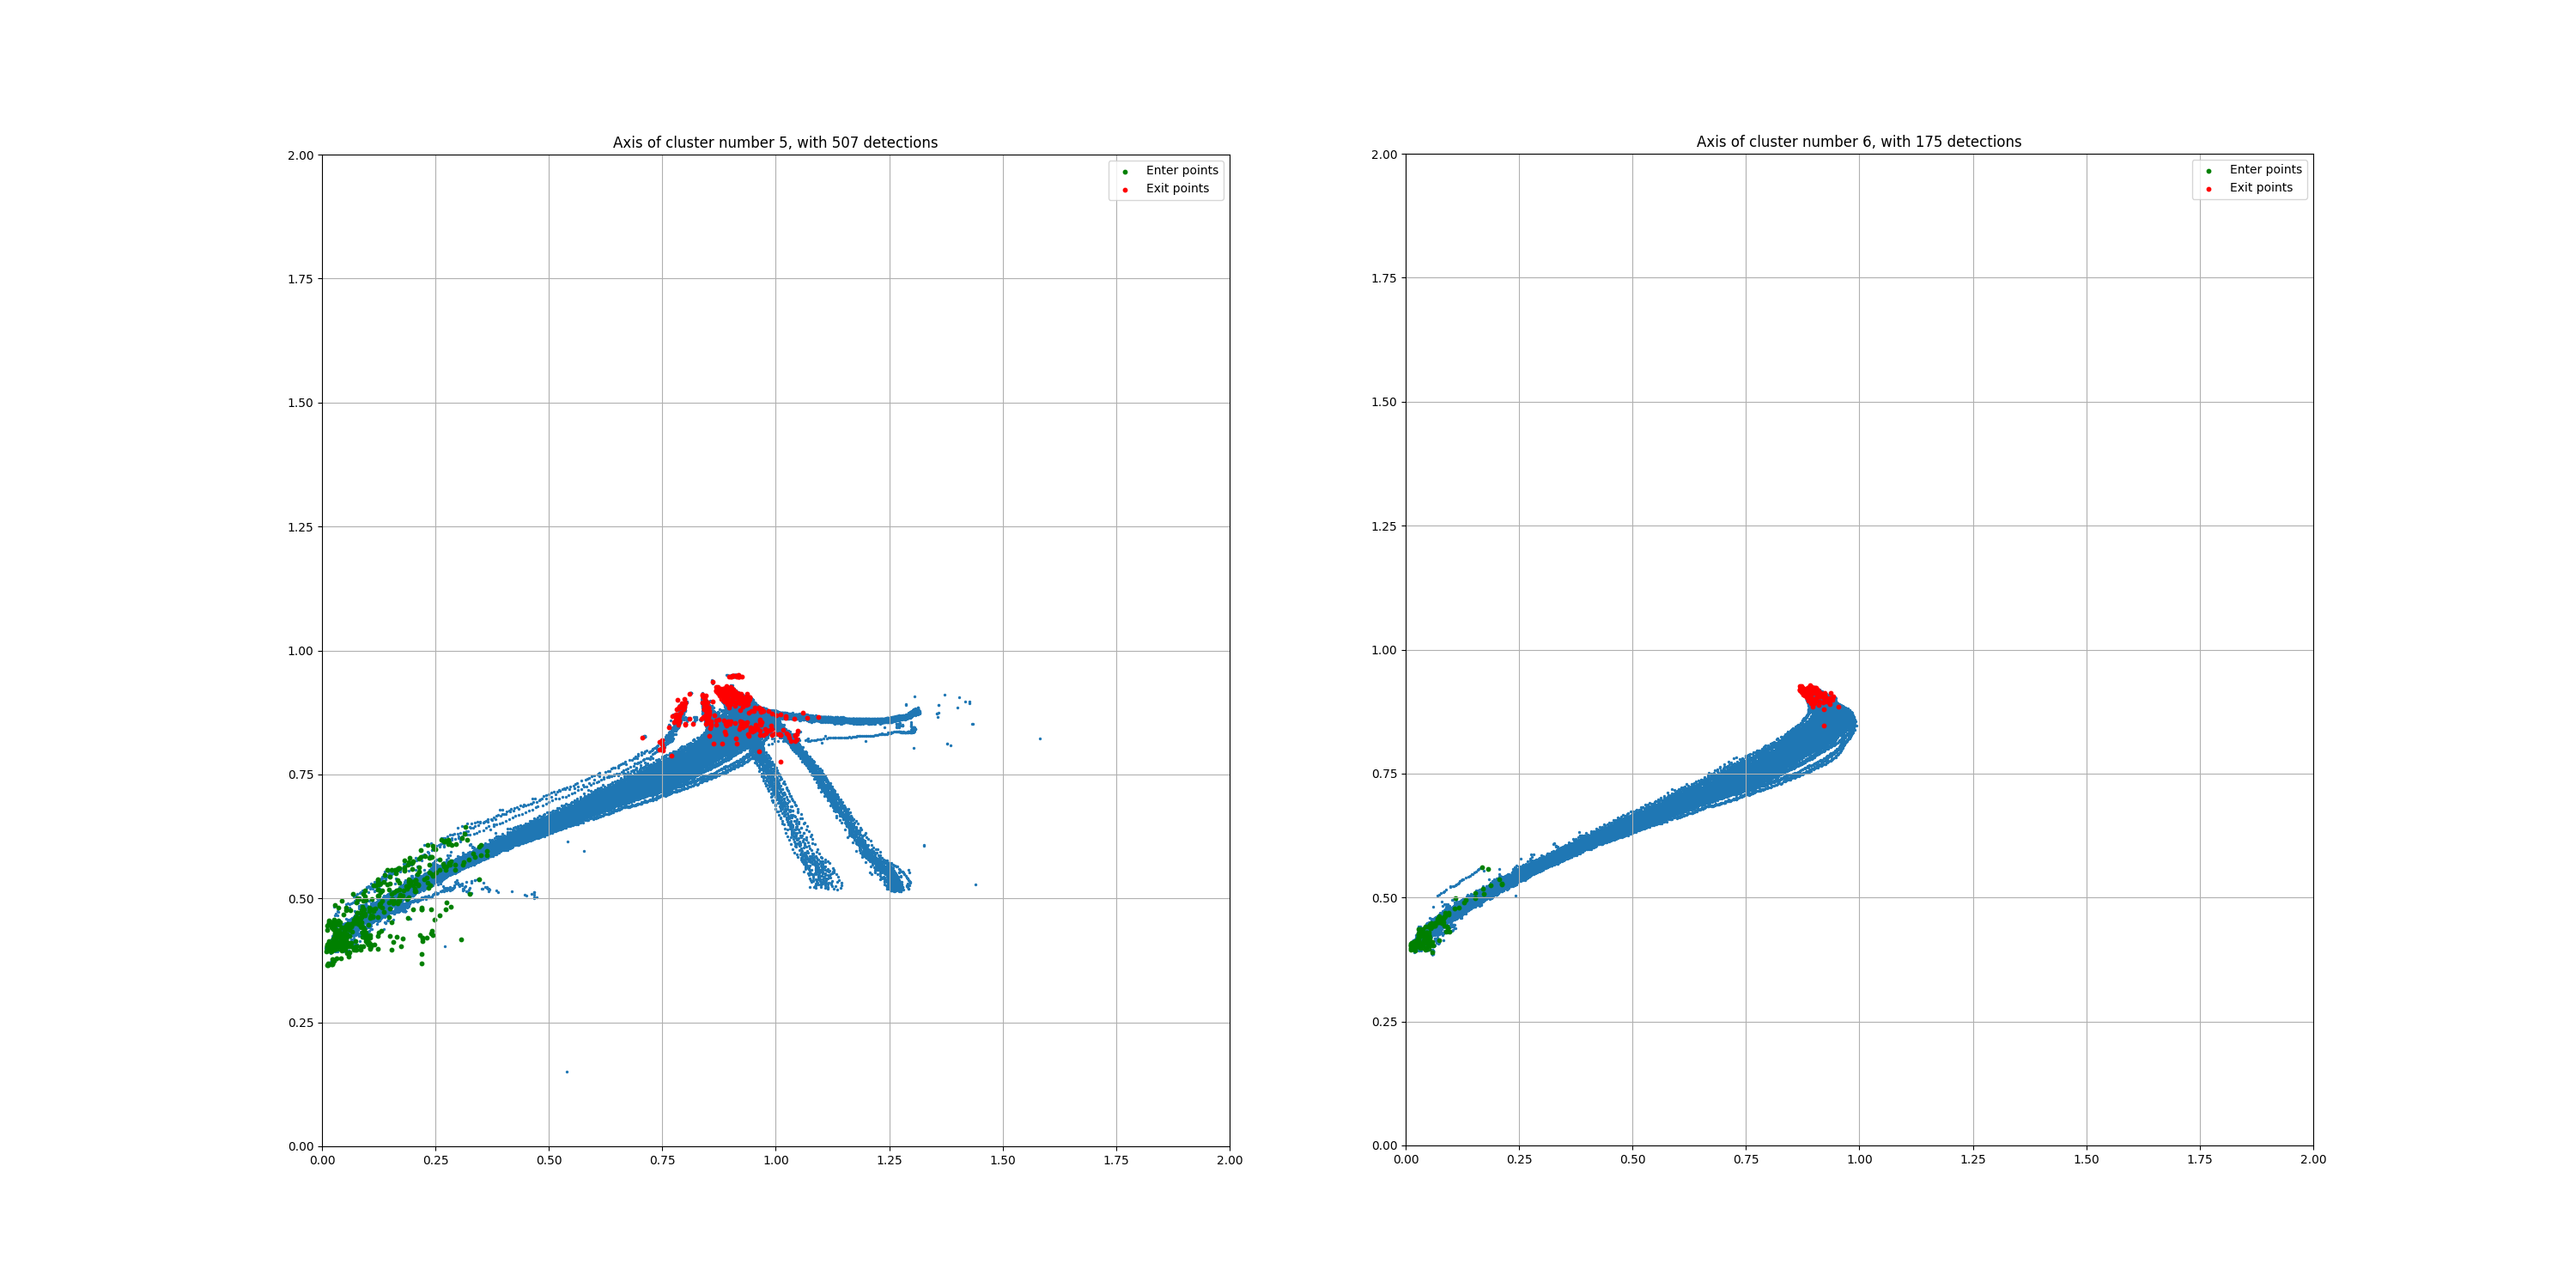 Axis of cluster number 5, with 507 detections
Enter points
Exit points
2.00
1.75
1.50
1.25
1.00
0.75
0.50
0.25
0.00
0.00 0.25 0.50 0.75 1.00 1.25 1.50 1.75 2.00
Axis of cluster number 6, with 175 detections
Enter points
Exit points
2.00
1.75
1.50
1.25
1.00
0.75
0.50
0.25
0.00
0.00 0.25 0.50 0.75 1.00 1.25 1.50 1.75 2.00